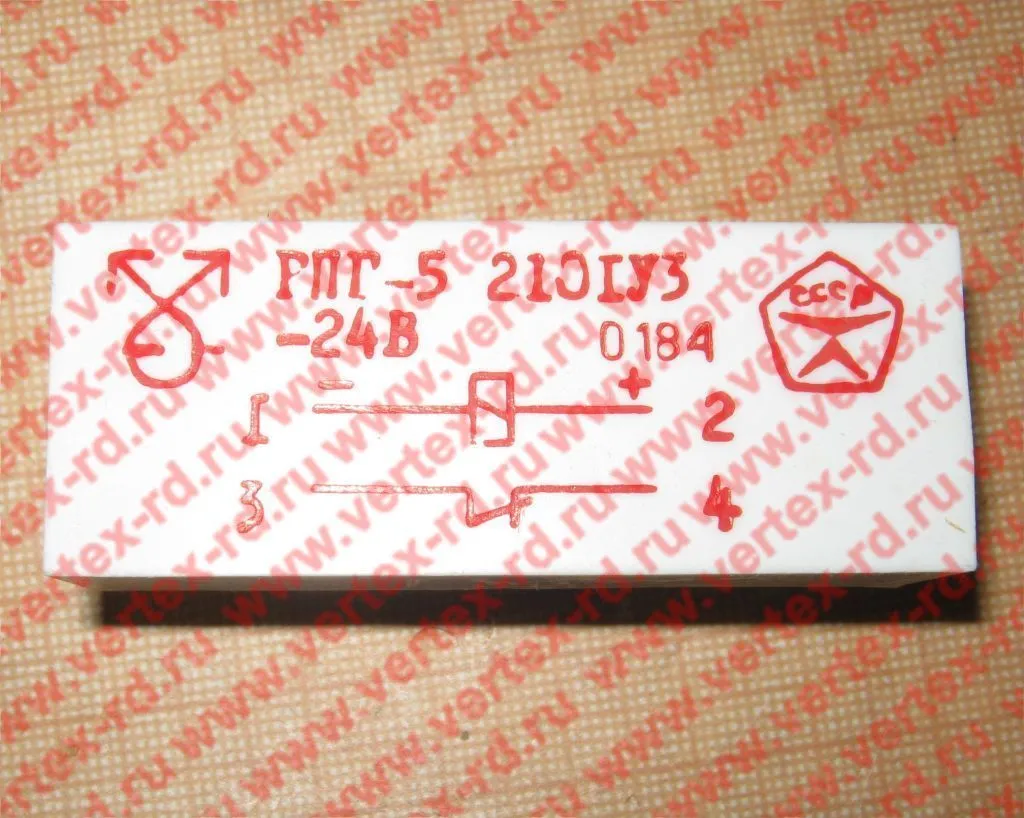 РПГ-5 2101У3
-24В 0184
СССР
- +
1 2
3 4
www.vertex-rd.ru